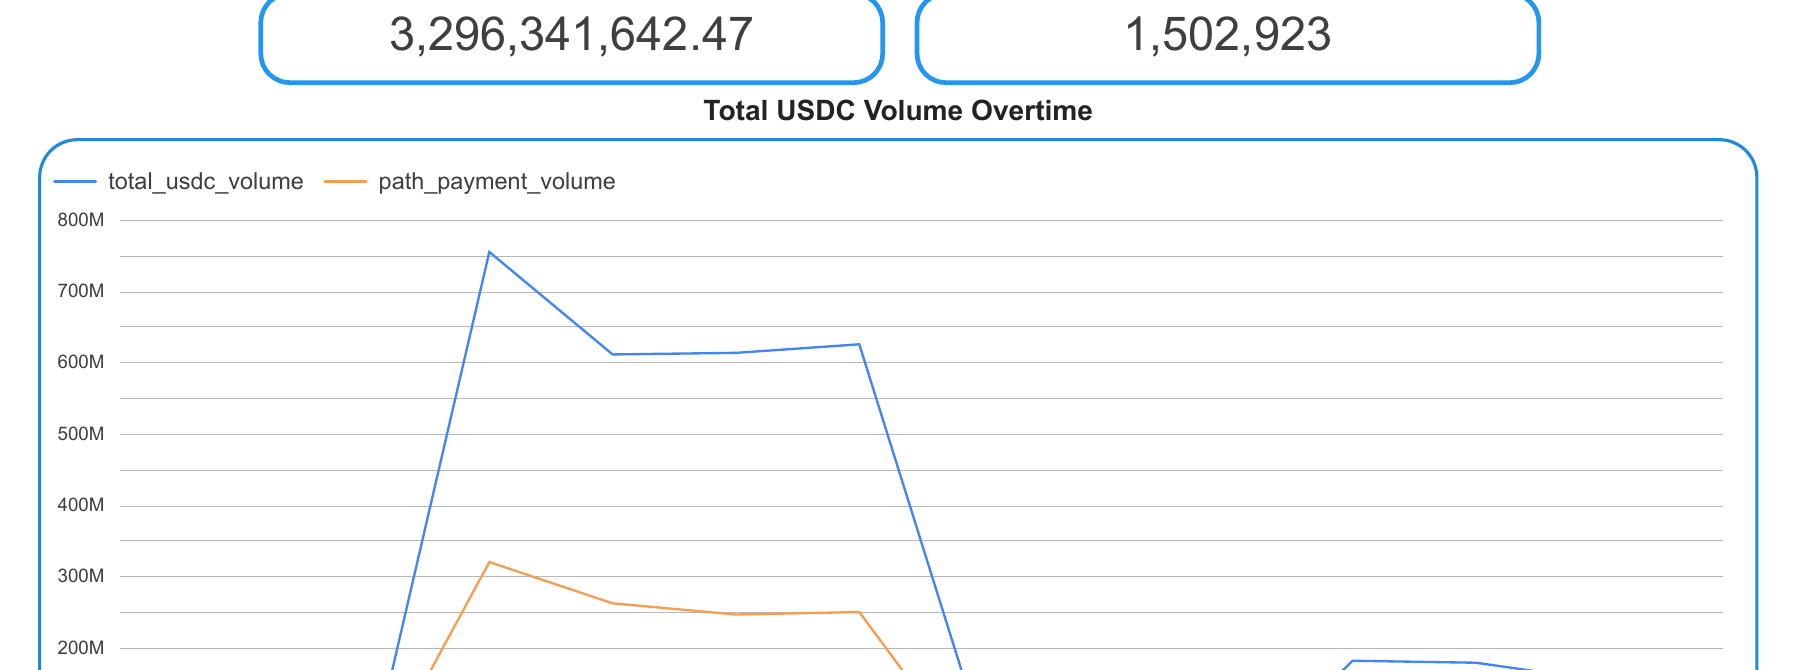 3,296,341,642.47
1,502,923
Total USDC Volume Overtime
total_usdc_volume
path_payment_volume
800M
700M
600M
500M
400M
300M
200M